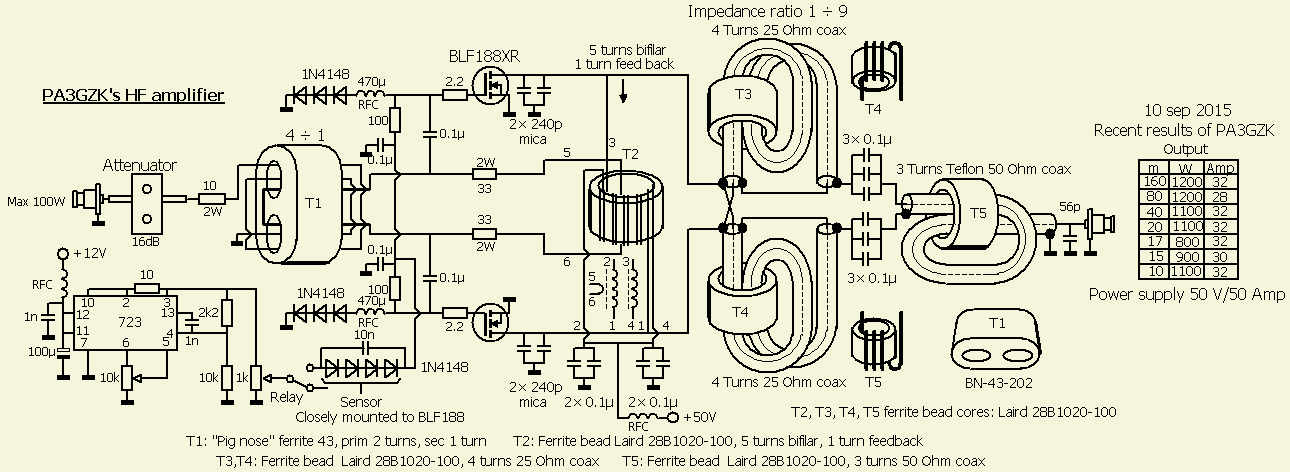 Impedance ratio 1 ÷ 9
4 Turns 25 Ohm coax
5 turns bifilar
1 turn feed back
BLF188XR
1N4148
470µ
RFC
2.2
PA3GZK's HF amplifier
100
0.1µ
0.1µ
2× 240p
mica
T3
T4
10 sep 2015
Recent results of PA3GZK
Output
m W Amp
160 1200 32
80 1200 28
40 1100 32
20 1100 32
17 800 32
15 900 30
10 1100 32
Power supply 50 V/50 Amp
4 ÷ 1
Attenuator
Max 100W
16dB
10
2W
T1
2W
33
33
2W
5
3
T2
6
2 3
5
6
1 4
2
1 4
3× 0.1µ
3× 0.1µ
3 Turns Teflon 50 Ohm coax
T5
56p
+12V
RFC
1n
100µ
10
10 2 3
12 13
11 4
7 6 5
723
2k2
1n
10k
10k
1k
Relay
0.1µ
100
0.1µ
1N4148
470µ
RFC
2.2
10n
1N4148
Sensor
Closely mounted to BLF188
2× 240p
mica
2× 0.1µ
2× 0.1µ
RFC
+50V
T4
4 Turns 25 Ohm coax
T5
T1
BN-43-202
T2, T3, T4, T5 ferrite bead cores: Laird 28B1020-100
T1: "Pig nose" ferrite 43, prim 2 turns, sec 1 turn T2: Ferrite bead Laird 28B1020-100, 5 turns bifilar, 1 turn feedback
T3,T4: Ferrite bead Laird 28B1020-100, 4 turns 25 Ohm coax T5: Ferrite bead Laird 28B1020-100, 3 turns 50 Ohm coax